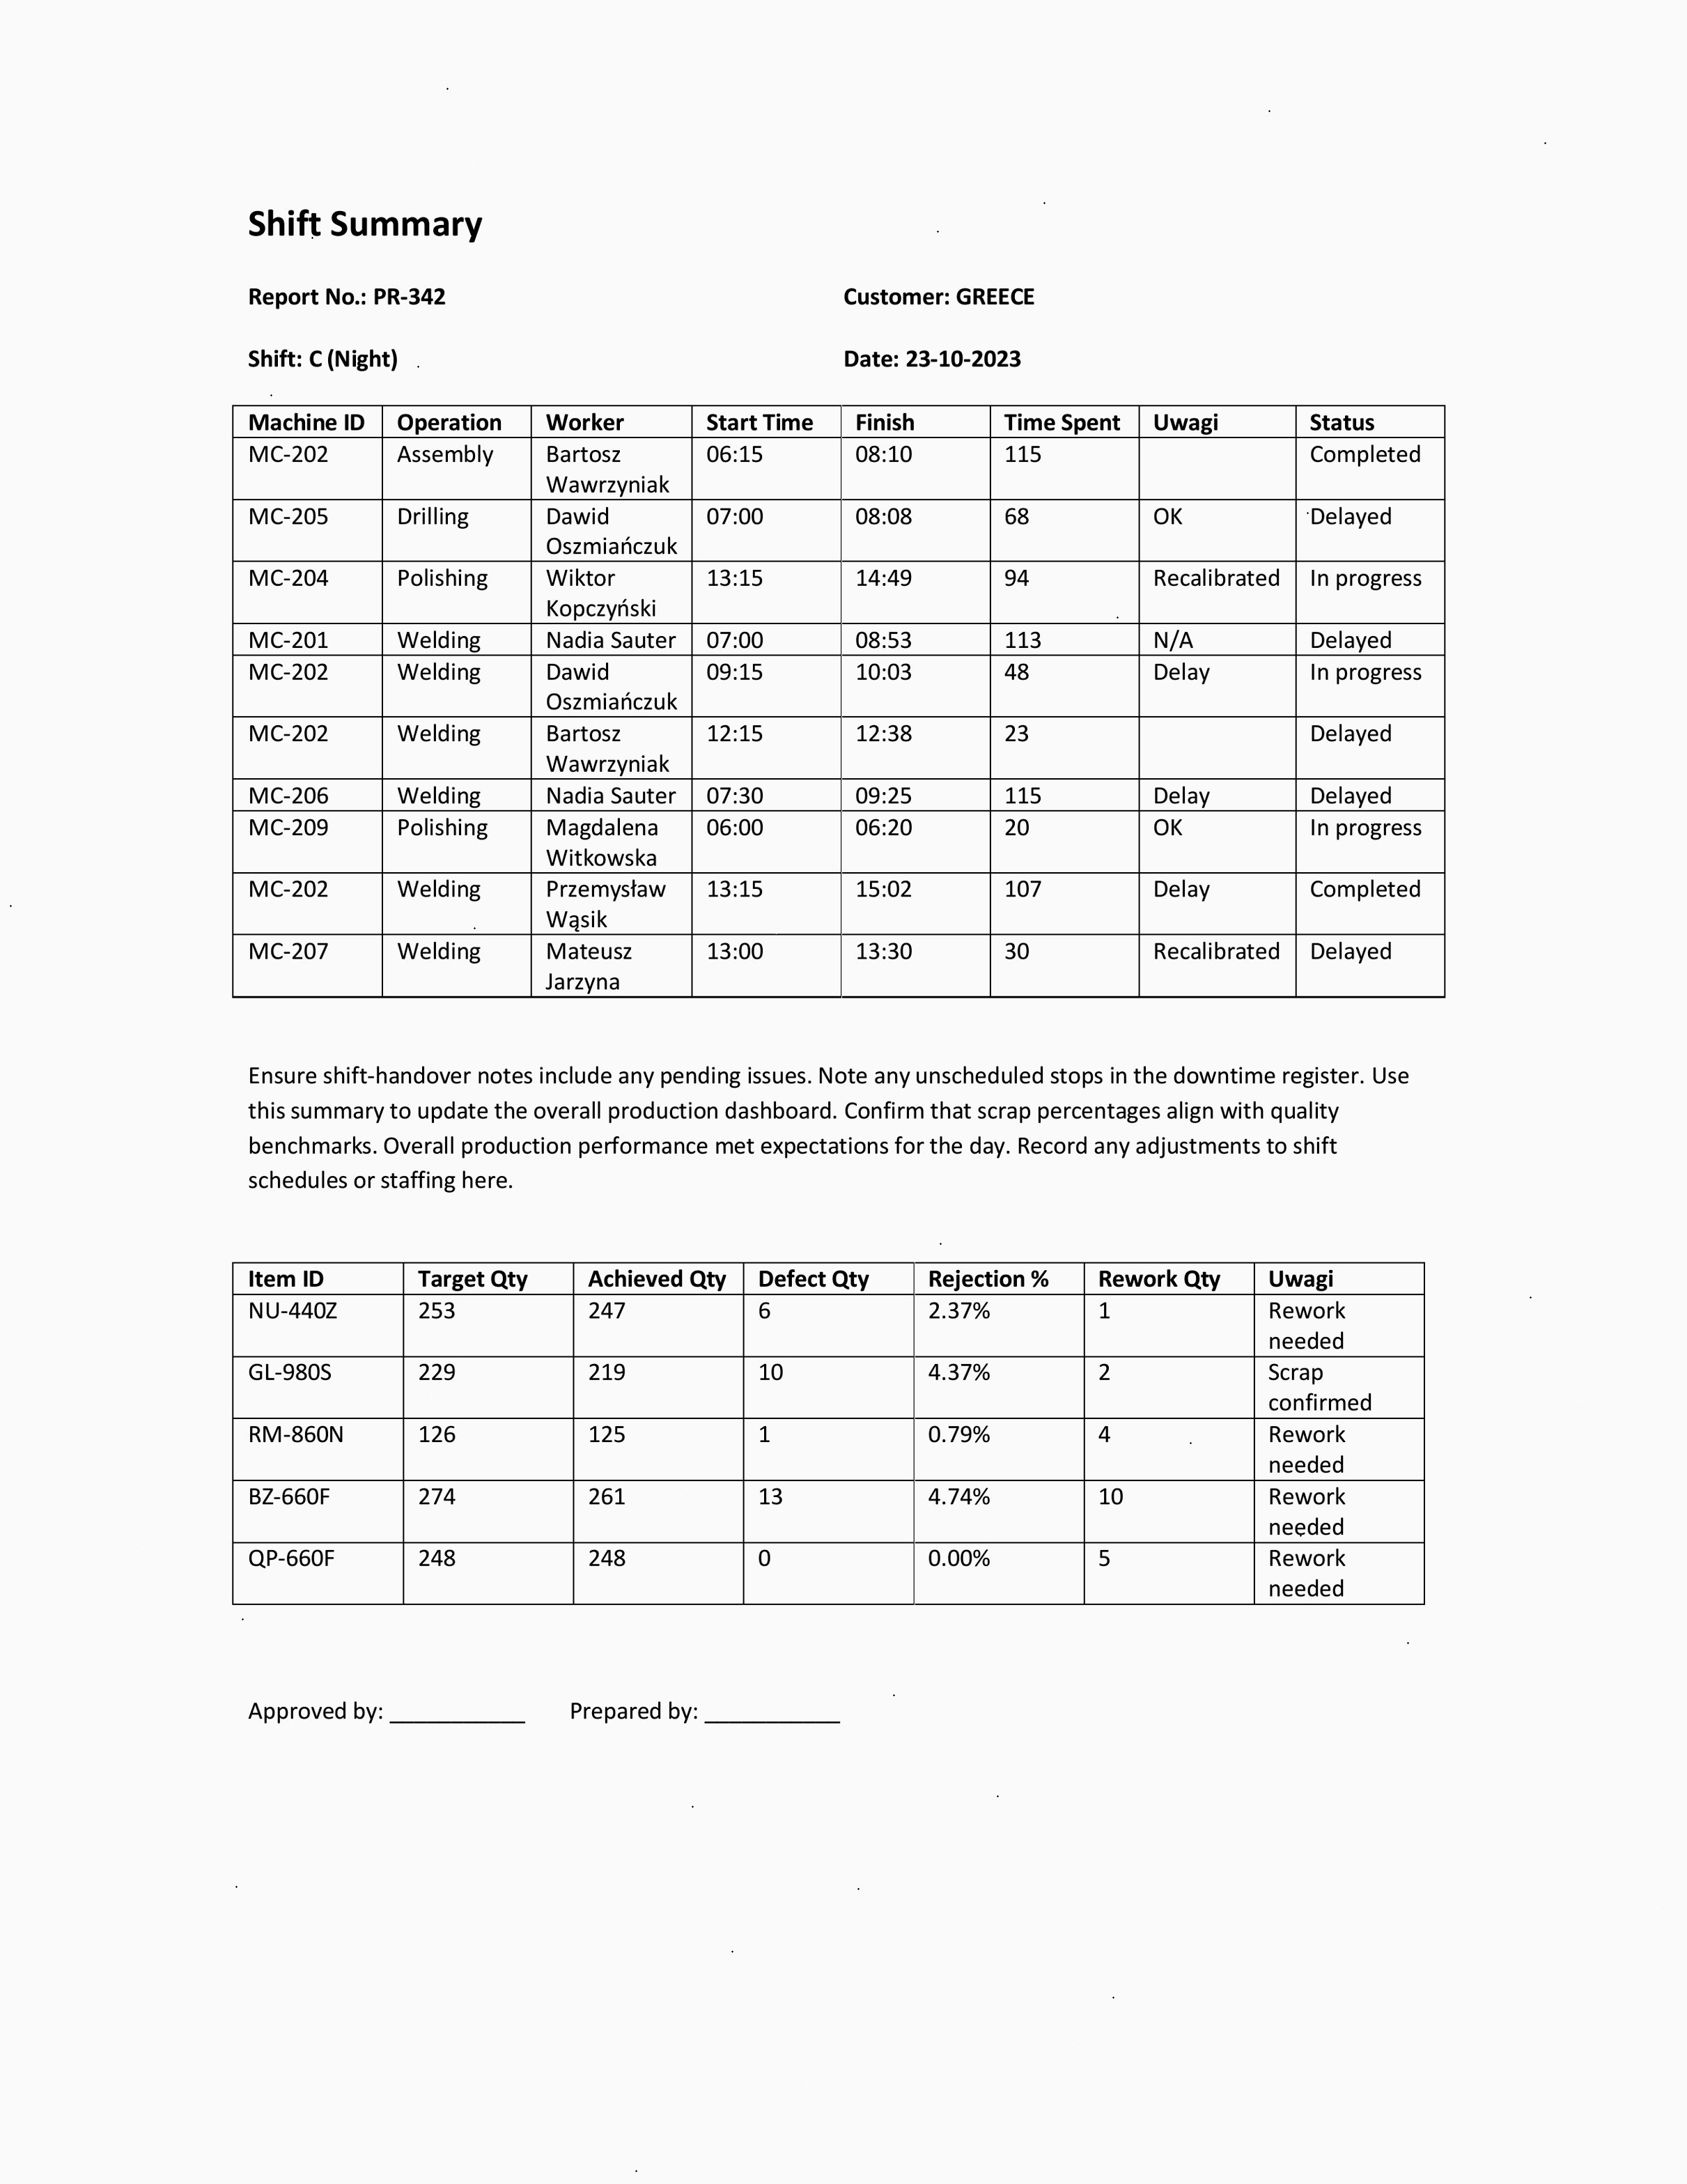 Shift Summary
Report No.: PR-342 Customer: GREECE
Shift: C (Night) Date: 23-10-2023
Machine ID Operation Worker Start Time Finish Time Spent Uwagi Status
MC-202 Assembly Bartosz Wawrzyniak 06:15 08:10 115 Completed
MC-205 Drilling Dawid Oszmiańczuk 07:00 08:08 68 OK Delayed
MC-204 Polishing Wiktor Kopczyński 13:15 14:49 94 Recalibrated In progress
MC-201 Welding Nadia Sauter 07:00 08:53 113 N/A Delayed
MC-202 Welding Dawid Oszmiańczuk 09:15 10:03 48 Delay In progress
MC-202 Welding Bartosz Wawrzyniak 12:15 12:38 23 Delayed
MC-206 Welding Nadia Sauter 07:30 09:25 115 Delay Delayed
MC-209 Polishing Magdalena Witkowska 06:00 06:20 20 OK In progress
MC-202 Welding Przemysław Wąsik 13:15 15:02 107 Delay Completed
MC-207 Welding Mateusz Jarzyna 13:00 13:30 30 Recalibrated Delayed
Ensure shift-handover notes include any pending issues. Note any unscheduled stops in the downtime register. Use
this summary to update the overall production dashboard. Confirm that scrap percentages align with quality
benchmarks. Overall production performance met expectations for the day. Record any adjustments to shift
schedules or staffing here.
Item ID Target Qty Achieved Qty Defect Qty Rejection % Rework Qty Uwagi
NU-440Z 253 247 6 2.37% 1 Rework needed
GL-980S 229 219 10 4.37% 2 Scrap confirmed
RM-860N 126 125 1 0.79% 4 Rework needed
BZ-660F 274 261 13 4.74% 10 Rework needed
QP-660F 248 248 0 0.00% 5 Rework needed
Approved by: ___________ Prepared by: ___________